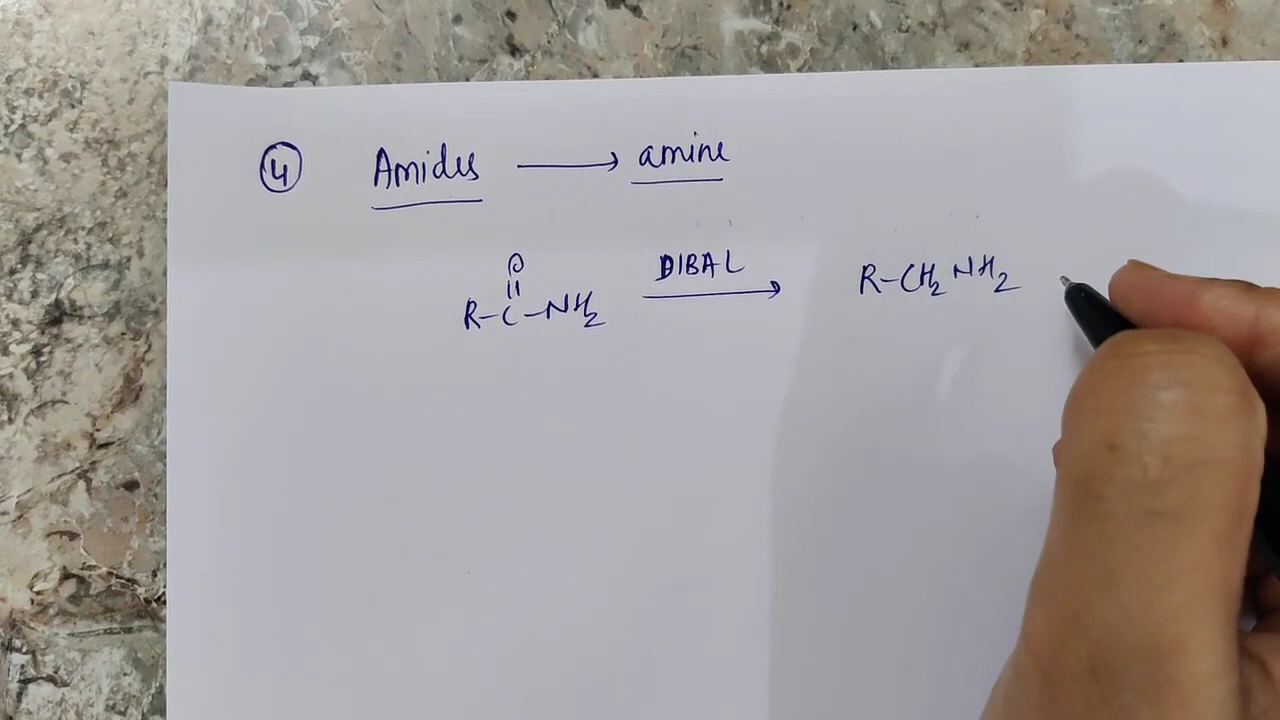 ④ Amides ⟶ amine
O
||
R-C-NH₂ DIBAL ⟶ R-CH₂NH₂